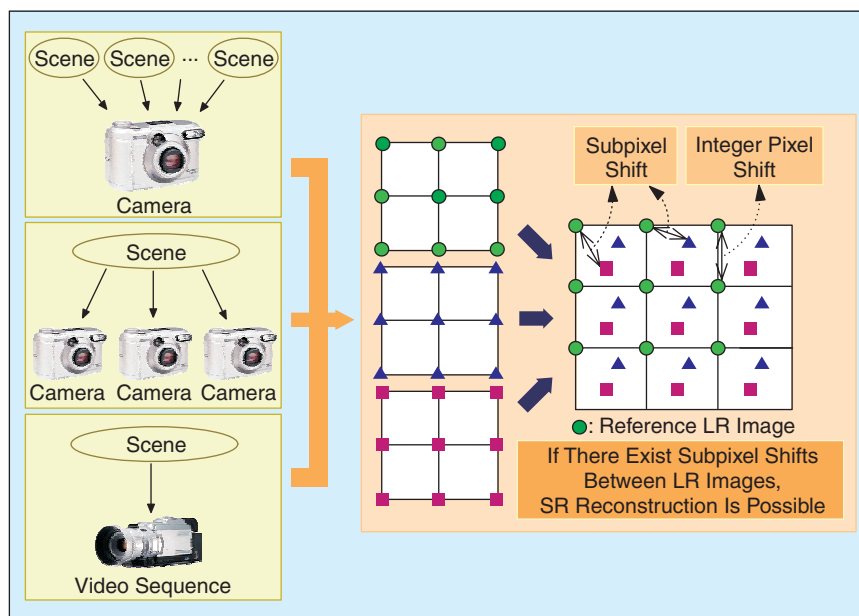 Scene Scene ... Scene
Camera
Scene
Camera Camera Camera
Scene
Video Sequence
Subpixel
Shift
Integer Pixel
Shift
: Reference LR Image
If There Exist Subpixel Shifts
Between LR Images,
SR Reconstruction Is Possible